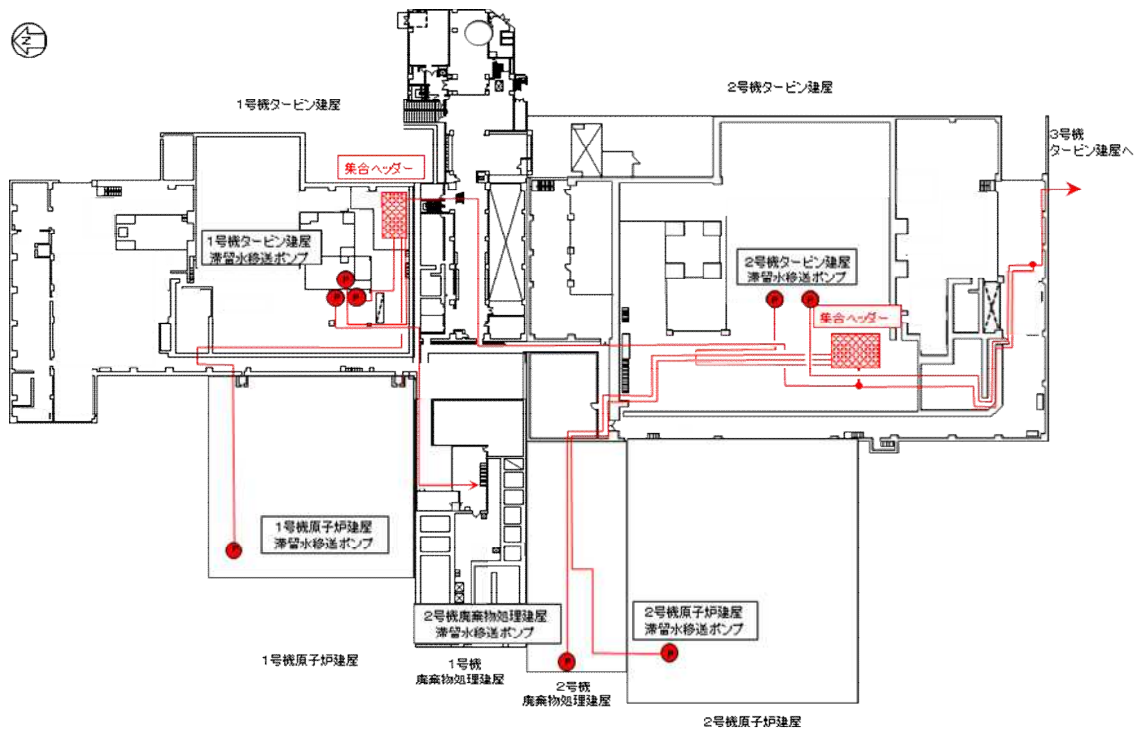 N
1号機タービン建屋
2号機タービン建屋
3号機
タービン建屋へ
集合ヘッダー
1号機タービン建屋
滞留水移送ポンプ
P
P
P
2号機タービン建屋
滞留水移送ポンプ
P
P
集合ヘッダー
1号機原子炉建屋
滞留水移送ポンプ
P
2号機廃棄物処理建屋
滞留水移送ポンプ
P
2号機原子炉建屋
滞留水移送ポンプ
P
1号機原子炉建屋
1号機
廃棄物処理建屋
2号機
廃棄物処理建屋
2号機原子炉建屋